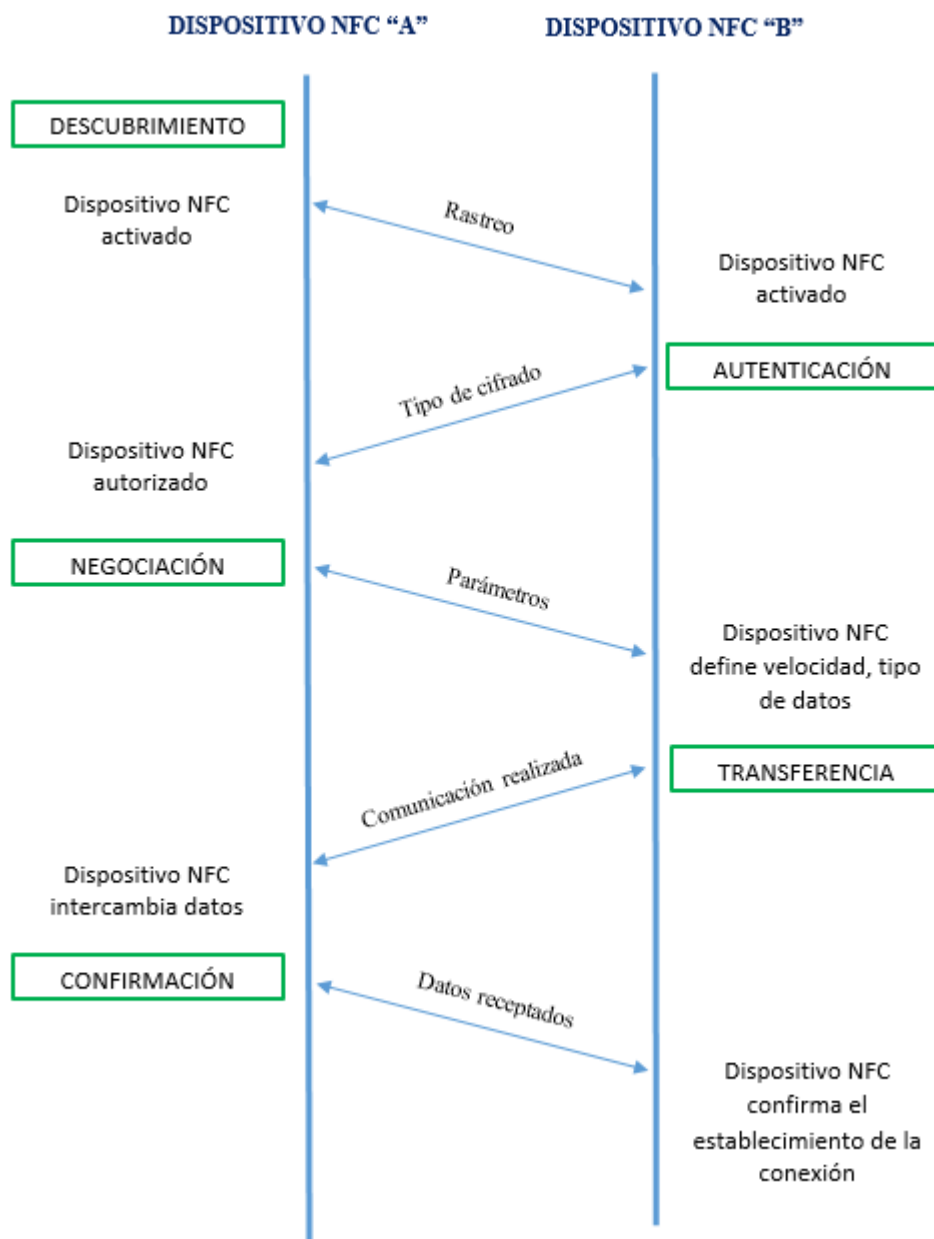 DISPOSITIVO NFC “A”
DISPOSITIVO NFC “B”
DESCUBRIMIENTO
Dispositivo NFC
activado
Rastreo
Dispositivo NFC
activado
AUTENTICACIÓN
Tipo de cifrado
Dispositivo NFC
autorizado
NEGOCIACIÓN
Parámetros
Dispositivo NFC
define velocidad, tipo
de datos
TRANSFERENCIA
Comunicación realizada
Dispositivo NFC
intercambia datos
CONFIRMACIÓN
Datos receptados
Dispositivo NFC
confirma el
establecimiento de la
conexión